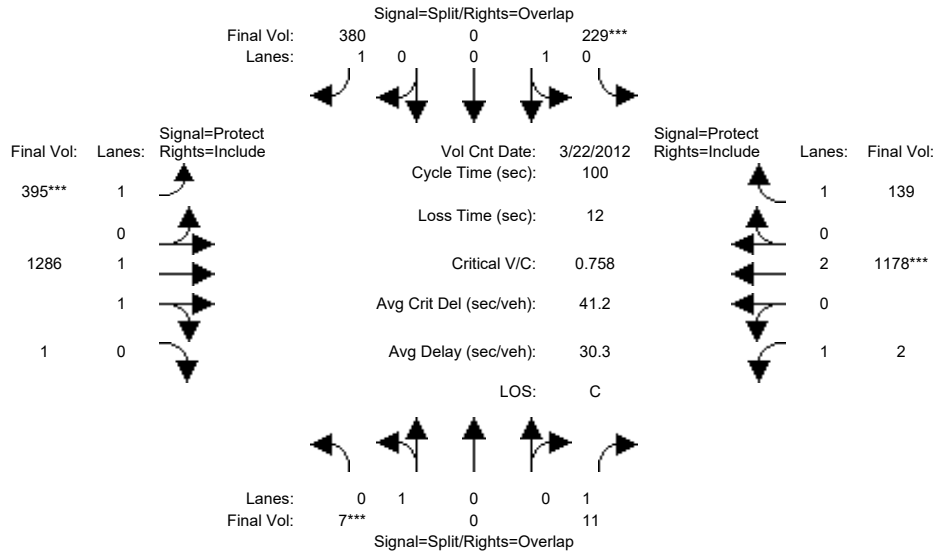 Signal=Split/Rights=Overlap
Final Vol: 380 0 229***
Lanes: 1 0 0 1 0
Signal=Protect Signal=Protect
Final Vol: Lanes: Rights=Include Vol Cnt Date: 3/22/2012 Rights=Include Lanes: Final Vol:
Cycle Time (sec): 100
395*** 1 1 139
Loss Time (sec): 12
0 0
1286 1 Critical V/C: 0.758 2 1178***
1 Avg Crit Del (sec/veh): 41.2 0
1 0 Avg Delay (sec/veh): 30.3 1 2
LOS: C
Lanes: 0 1 0 0 1
Final Vol: 7*** 0 11
Signal=Split/Rights=Overlap